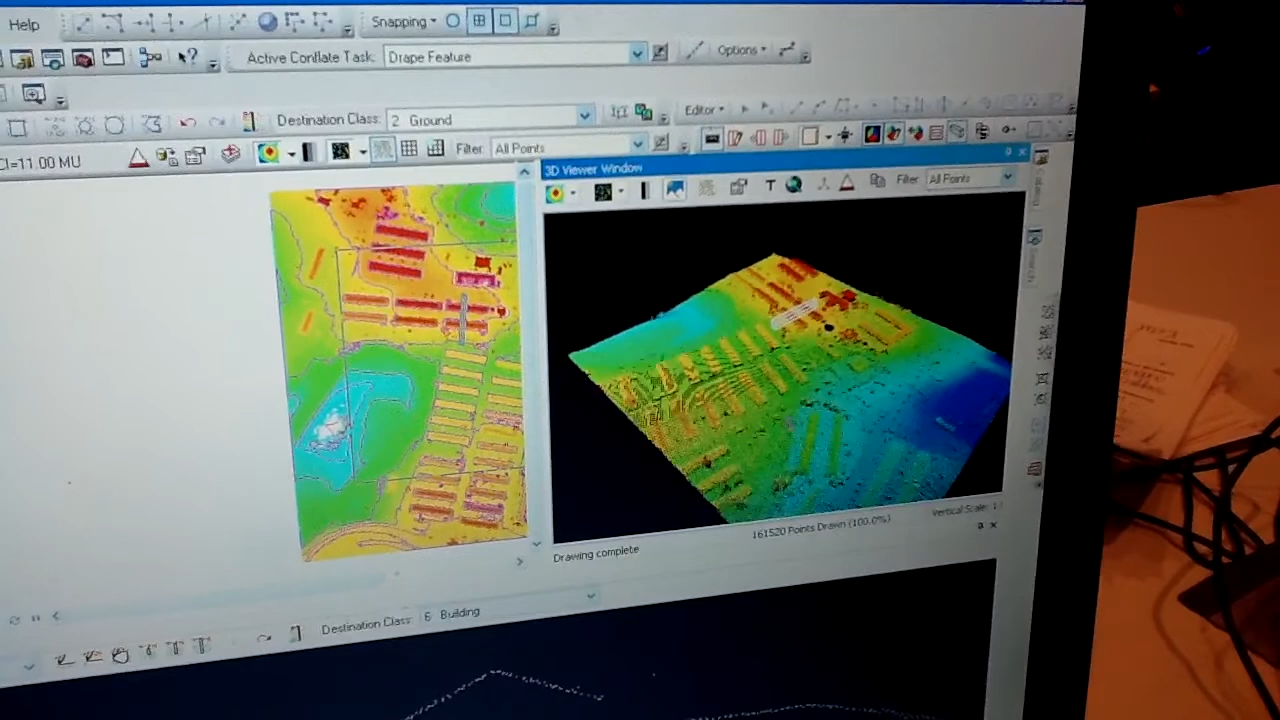 Help
Snapping
Active Conflate Task: Drape Feature
Options
Destination Class: 2 Ground
Editor
CI=11.00 MU
Filter: All Points
3D Viewer Window
T
Filter All Points
161520 Points Drawn (100.0%)
Vertical Scale: 1
Drawing complete
Destination Class: 6 Building